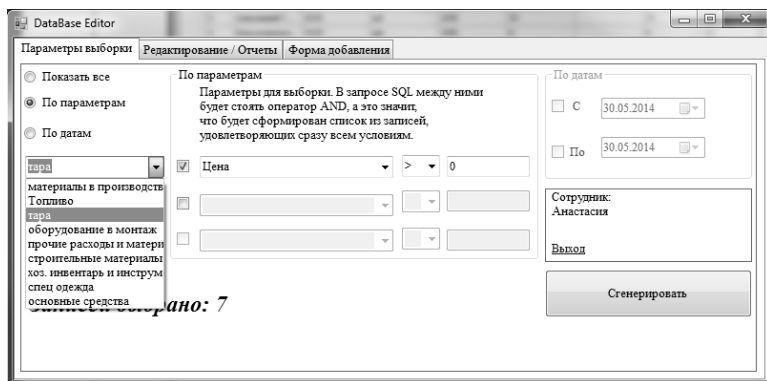 DataBase Editor
Параметры выборки Редактирование / Отчеты Форма добавления
Показать все
По параметрам
По датам
тара
материалы в производств
Топливо
тара
оборудование в монтаж
прочие расходы и матери
строительные материалы
хоз. инвентарь и инструм
спец одежда
основные средства
По параметрам
Параметры для выборки. В запросе SQL между ними
будет стоять оператор AND, а это значит,
что будет сформирован список из записей,
удовлетворяющих сразу всем условиям.
Цена > 0
По датам
С 30.05.2014
По 30.05.2014
Сотрудник:
Анастасия
Выход
Сгенерировать
выбрано: 7